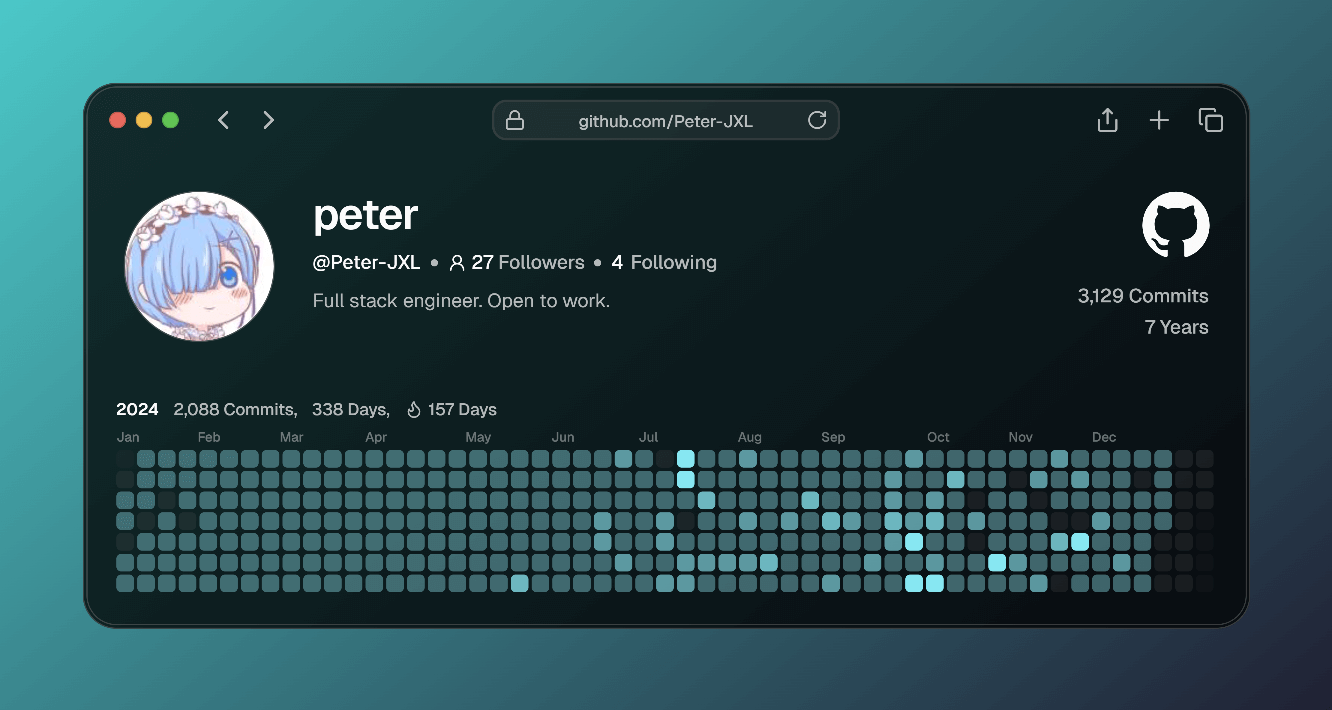 github.com/Peter-JXL
peter
@Peter-JXL • 27 Followers • 4 Following
Full stack engineer. Open to work.
3,129 Commits
7 Years
2024 2,088 Commits, 338 Days, 157 Days
Jan Feb Mar Apr May Jun Jul Aug Sep Oct Nov Dec